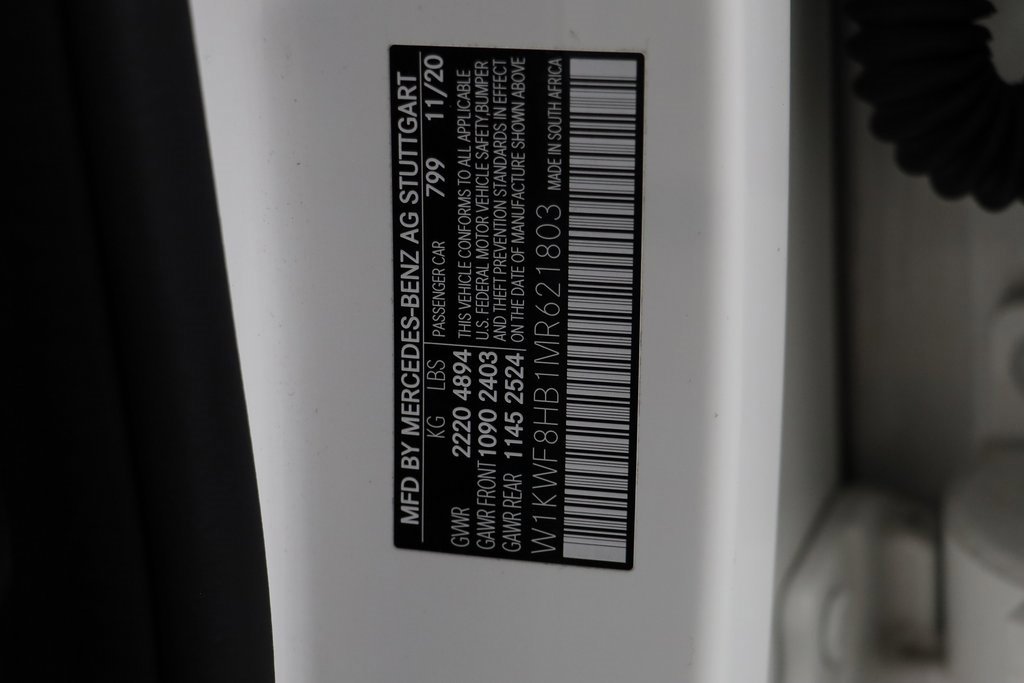 MFD BY MERCEDES-BENZ AG STUTTGART
KG LBS PASSENGER CAR 799 11/20
GVWR 2220 4894 THIS VEHICLE CONFORMS TO ALL APPLICABLE
GAWR FRONT 1090 2403 U.S. FEDERAL MOTOR VEHICLE SAFETY,BUMPER
GAWR REAR 1145 2524 AND THEFT PREVENTION STANDARDS IN EFFECT
ON THE DATE OF MANUFACTURE SHOWN ABOVE
W1KWF8HB1MR621803 MADE IN SOUTH AFRICA